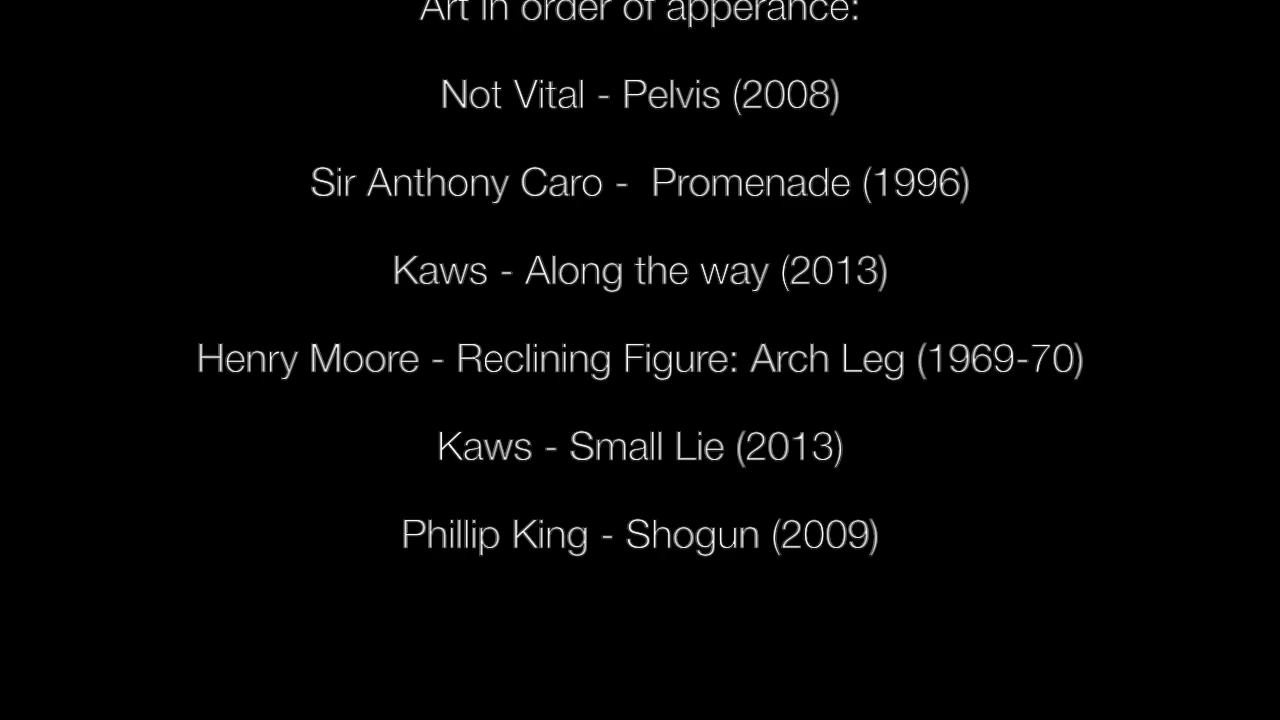 Art in order of apperance:
Not Vital - Pelvis (2008)
Sir Anthony Caro -  Promenade (1996)
Kaws - Along the way (2013)
Henry Moore - Reclining Figure: Arch Leg (1969-70)
Kaws - Small Lie (2013)
Phillip King - Shogun (2009)